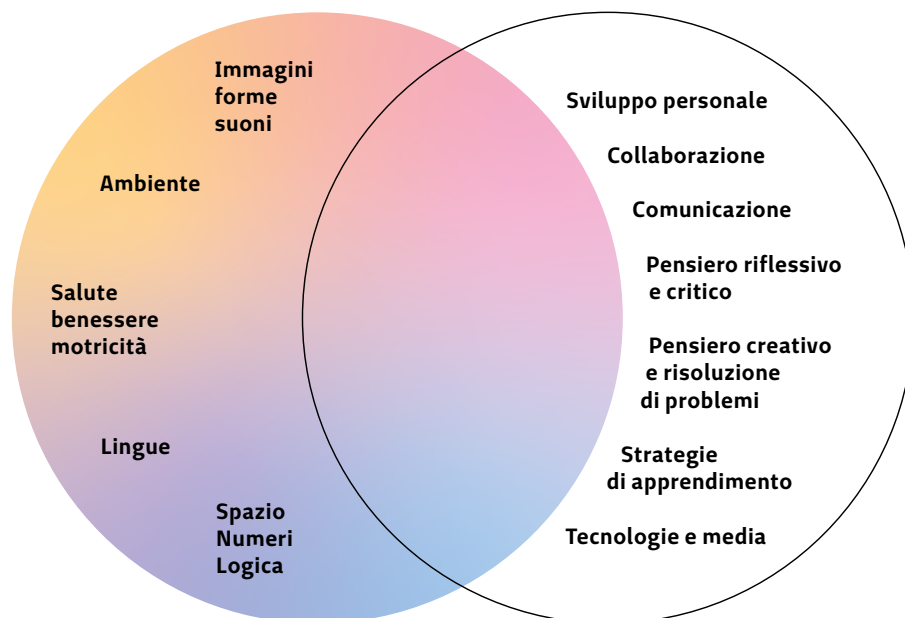 Immagini
forme
suoni
Ambiente
Salute
benessere
motricità
Lingue
Spazio
Numeri
Logica
Sviluppo personale
Collaborazione
Comunicazione
Pensiero riflessivo
e critico
Pensiero creativo
e risoluzione
di problemi
Strategie
di apprendimento
Tecnologie e media